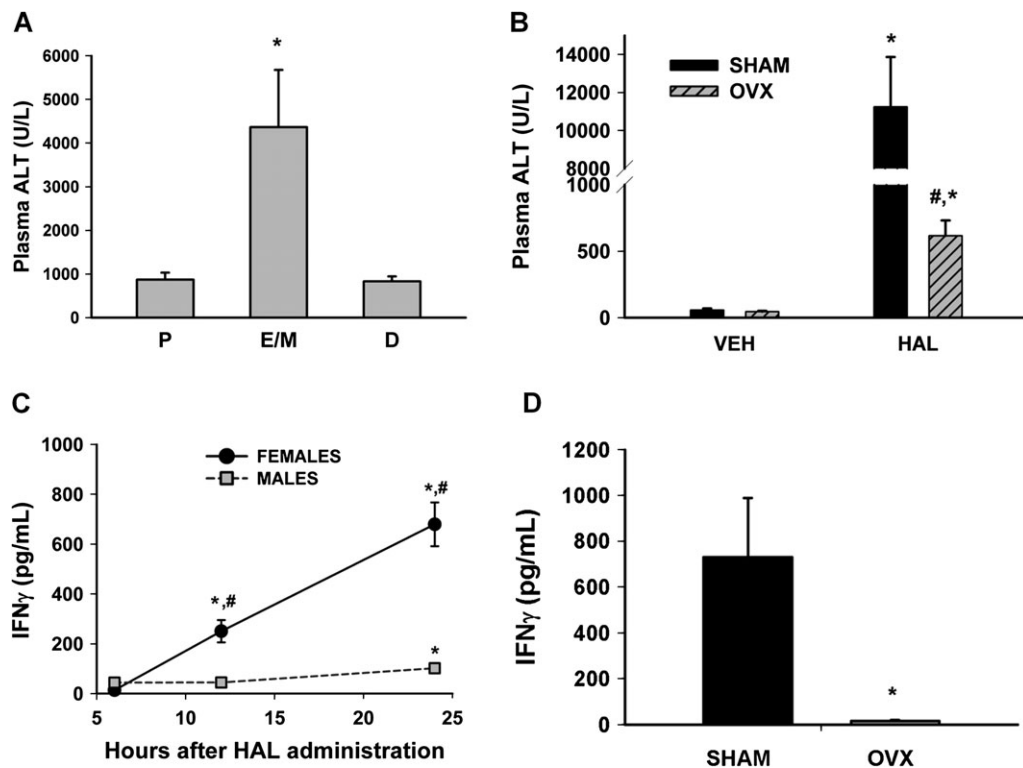 A
Plasma ALT (U/L)
6000
5000
4000
3000
2000
1000
0
*
P E/M D
B
Plasma ALT (U/L)
14000
12000
10000
8000
1000
500
0
SHAM
OVX
*
#,*
VEH HAL
C
IFNγ (pg/mL)
1000
800
600
400
200
0
FEMALES
MALES
*,#
*,#
*
5 10 15 20 25
Hours after HAL administration
D
IFNγ (pg/mL)
1200
1000
800
600
400
200
0
*
SHAM OVX